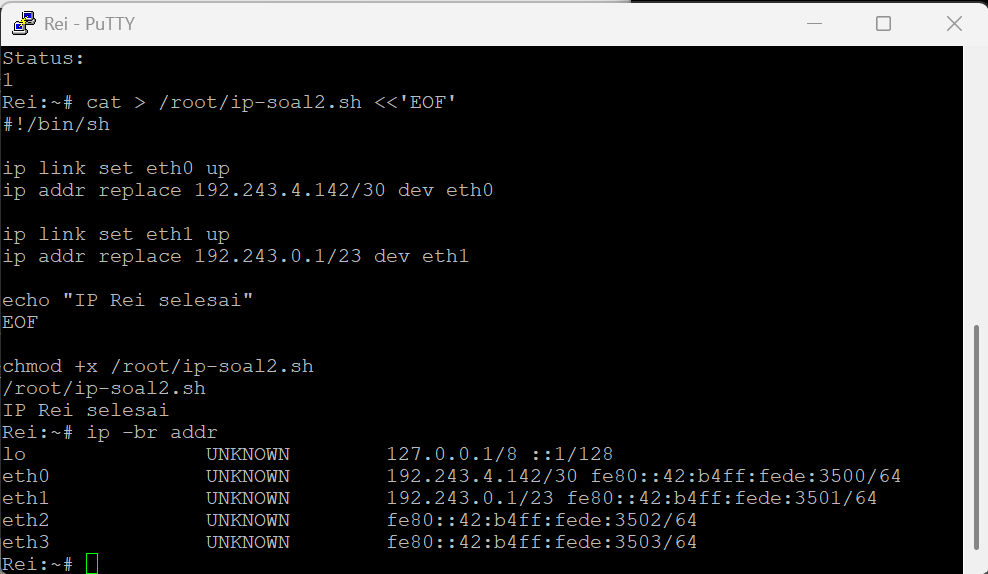 Rei - PuTTY
Status:
1
Rei:~# cat > /root/ip-soal2.sh <<'EOF'
#!/bin/sh
ip link set eth0 up
ip addr replace 192.243.4.142/30 dev eth0
ip link set eth1 up
ip addr replace 192.243.0.1/23 dev eth1
echo "IP Rei selesai"
EOF
chmod +x /root/ip-soal2.sh
/root/ip-soal2.sh
IP Rei selesai
Rei:~# ip -br addr
lo UNKNOWN 127.0.0.1/8 ::1/128
eth0 UNKNOWN 192.243.4.142/30 fe80::42:b4ff:fede:3500/64
eth1 UNKNOWN 192.243.0.1/23 fe80::42:b4ff:fede:3501/64
eth2 UNKNOWN fe80::42:b4ff:fede:3502/64
eth3 UNKNOWN fe80::42:b4ff:fede:3503/64
Rei:~#